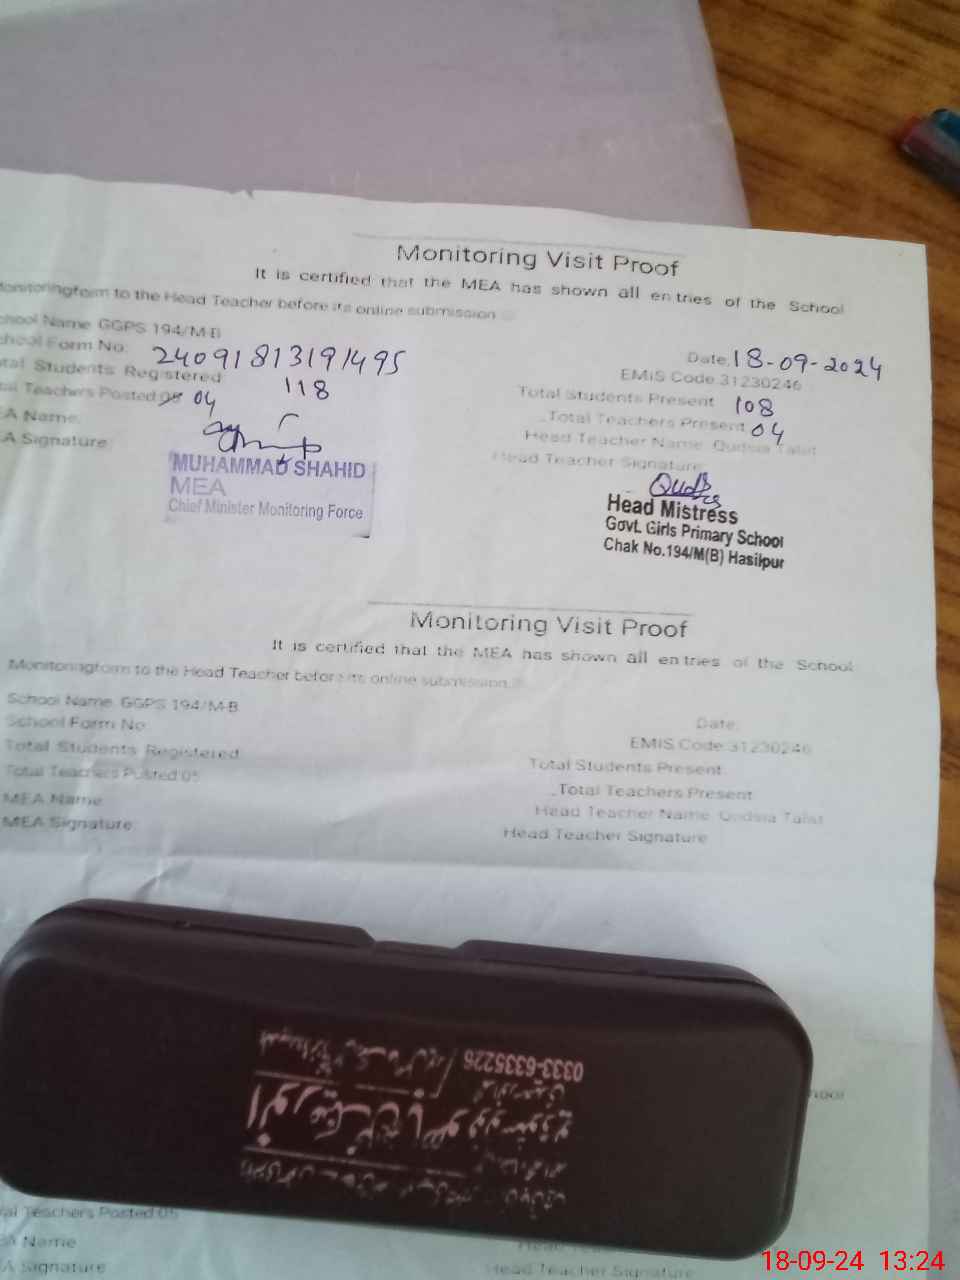 Monitoring Visit Proof
It is certified that the MEA has shown all entries of the School
Monitoringform to the Head Teacher before its online submission
School Name GGPS 194/M-B
School Form No: 24091813191495
Date. 18-09-2024
Total Students Registered 118
EMIS Code.31230246
Total Teachers Posted 05 04
Total Students Present 108
MEA Name.
Total Teachers Present 04
MEA Signature
Head Teacher Name. Qudsia Talat
Head Teacher Signature
MUHAMMAD SHAHID
MEA
Chief Minister Monitoring Force
Head Mistress
Govt. Girls Primary School
Chak No.194/M(B) Hasilpur
Monitoring Visit Proof
It is certified that the MEA has shown all entries of the School
Monitoringform to the Head Teacher before its online submission.
School Name. GGPS 194/M-B
School Form No
Date.
Total Students Registered
EMIS Code.31230246
Total Teachers Posted 05
Total Students Present
MEA Name
Total Teachers Present
MEA Signature
Head Teacher Name. Qudsia Talat
Head Teacher Signature
0333-6335226
hool
al Teachers Posted 05
A Name
A Signature
Head Teacher Signature
18-09-24 13:24